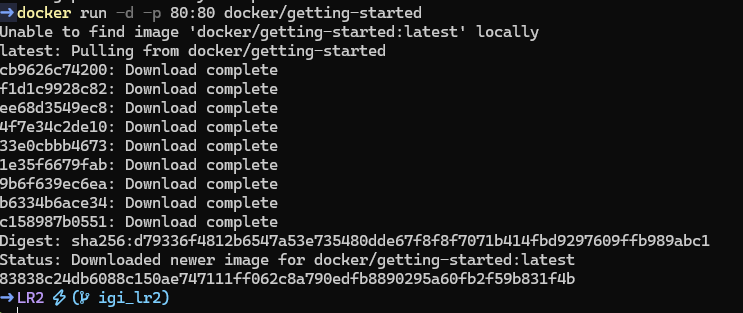 ➜docker run -d -p 80:80 docker/getting-started
Unable to find image 'docker/getting-started:latest' locally
latest: Pulling from docker/getting-started
cb9626c74200: Download complete
f1d1c9928c82: Download complete
ee68d3549ec8: Download complete
4f7e34c2de10: Download complete
33e0cbbb4673: Download complete
1e35f6679fab: Download complete
9b6f639ec6ea: Download complete
b6334b6ace34: Download complete
c158987b0551: Download complete
Digest: sha256:d79336f4812b6547a53e735480dde67f8f8f7071b414fbd9297609ffb989abc1
Status: Downloaded newer image for docker/getting-started:latest
83838c24db6088c150ae747111ff062c8a790edfb8890295a60fb2f59b831f4b
➜LR2 ⚡( igi_lr2)